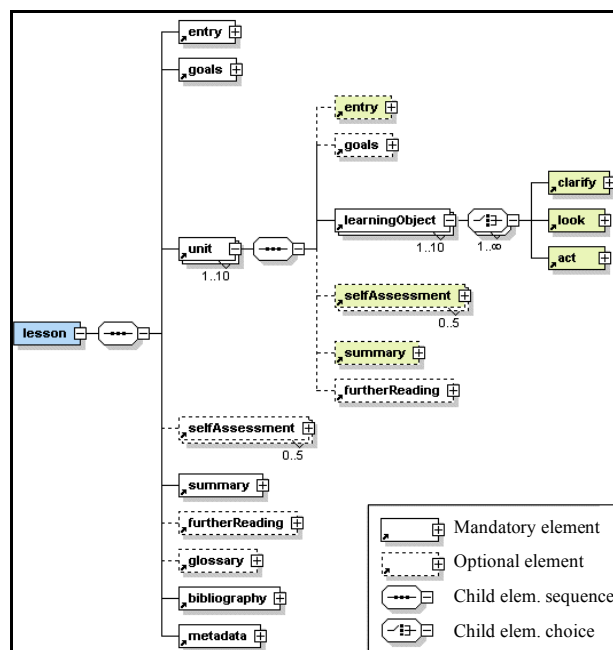 entry
goals
entry
goals
clarify
unit
learningObject
look
1..10
1..10
1..∞
act
selfAssessment
0..5
lesson
summary
furtherReading
selfAssessment
0..5
summary
furtherReading
glossary
bibliography
metadata
Mandatory element
Optional element
Child elem. sequence
Child elem. choice